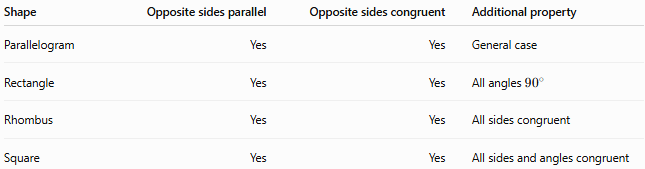 Shape Opposite sides parallel Opposite sides congruent Additional property
Parallelogram Yes Yes General case
Rectangle Yes Yes All angles 90°
Rhombus Yes Yes All sides congruent
Square Yes Yes All sides and angles congruent